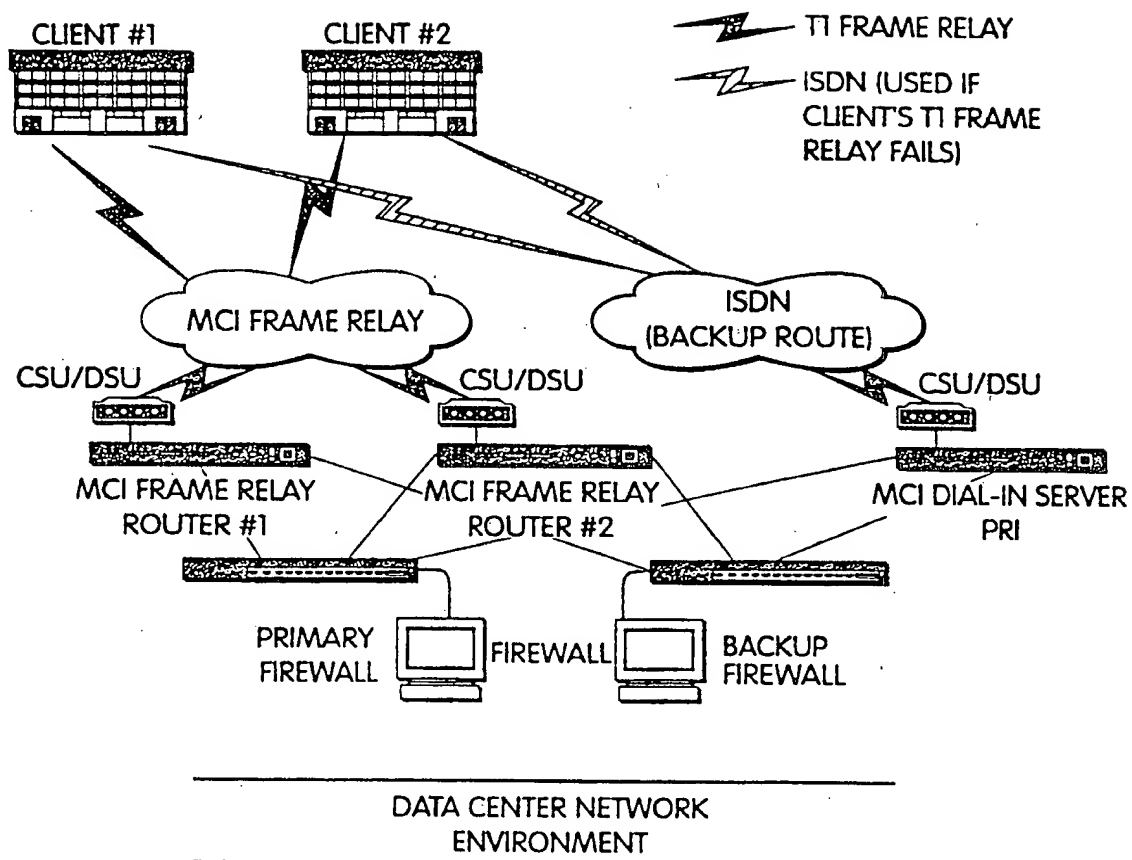 CLIENT #1
CLIENT #2
T1 FRAME RELAY
ISDN (USED IF
CLIENT'S T1 FRAME
RELAY FAILS)
MCI FRAME RELAY
ISDN
(BACKUP ROUTE)
CSU/DSU
CSU/DSU
CSU/DSU
MCI FRAME RELAY
ROUTER #1
MCI FRAME RELAY
ROUTER #2
MCI DIAL-IN SERVER
PRI
PRIMARY
FIREWALL
FIREWALL
BACKUP
FIREWALL
DATA CENTER NETWORK
ENVIRONMENT